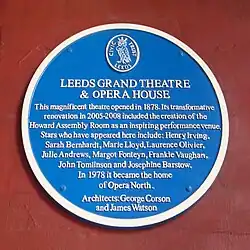 CIVIC TRUST
LEEDS
LEEDS GRAND THEATRE
& OPERA HOUSE
This magnificent theatre opened in 1878. Its transformative
renovation in 2005-2008 included the creation of the
Howard Assembly Room as an inspiring performance venue.
Stars who have appeared here include: Henry Irving,
Sarah Bernhardt, Marie Lloyd, Laurence Olivier,
Julie Andrews, Margot Fonteyn, Frankie Vaughan,
John Tomlinson and Josephine Barstow.
In 1978 it became the home
of Opera North.
Architects: George Corson
and James Watson